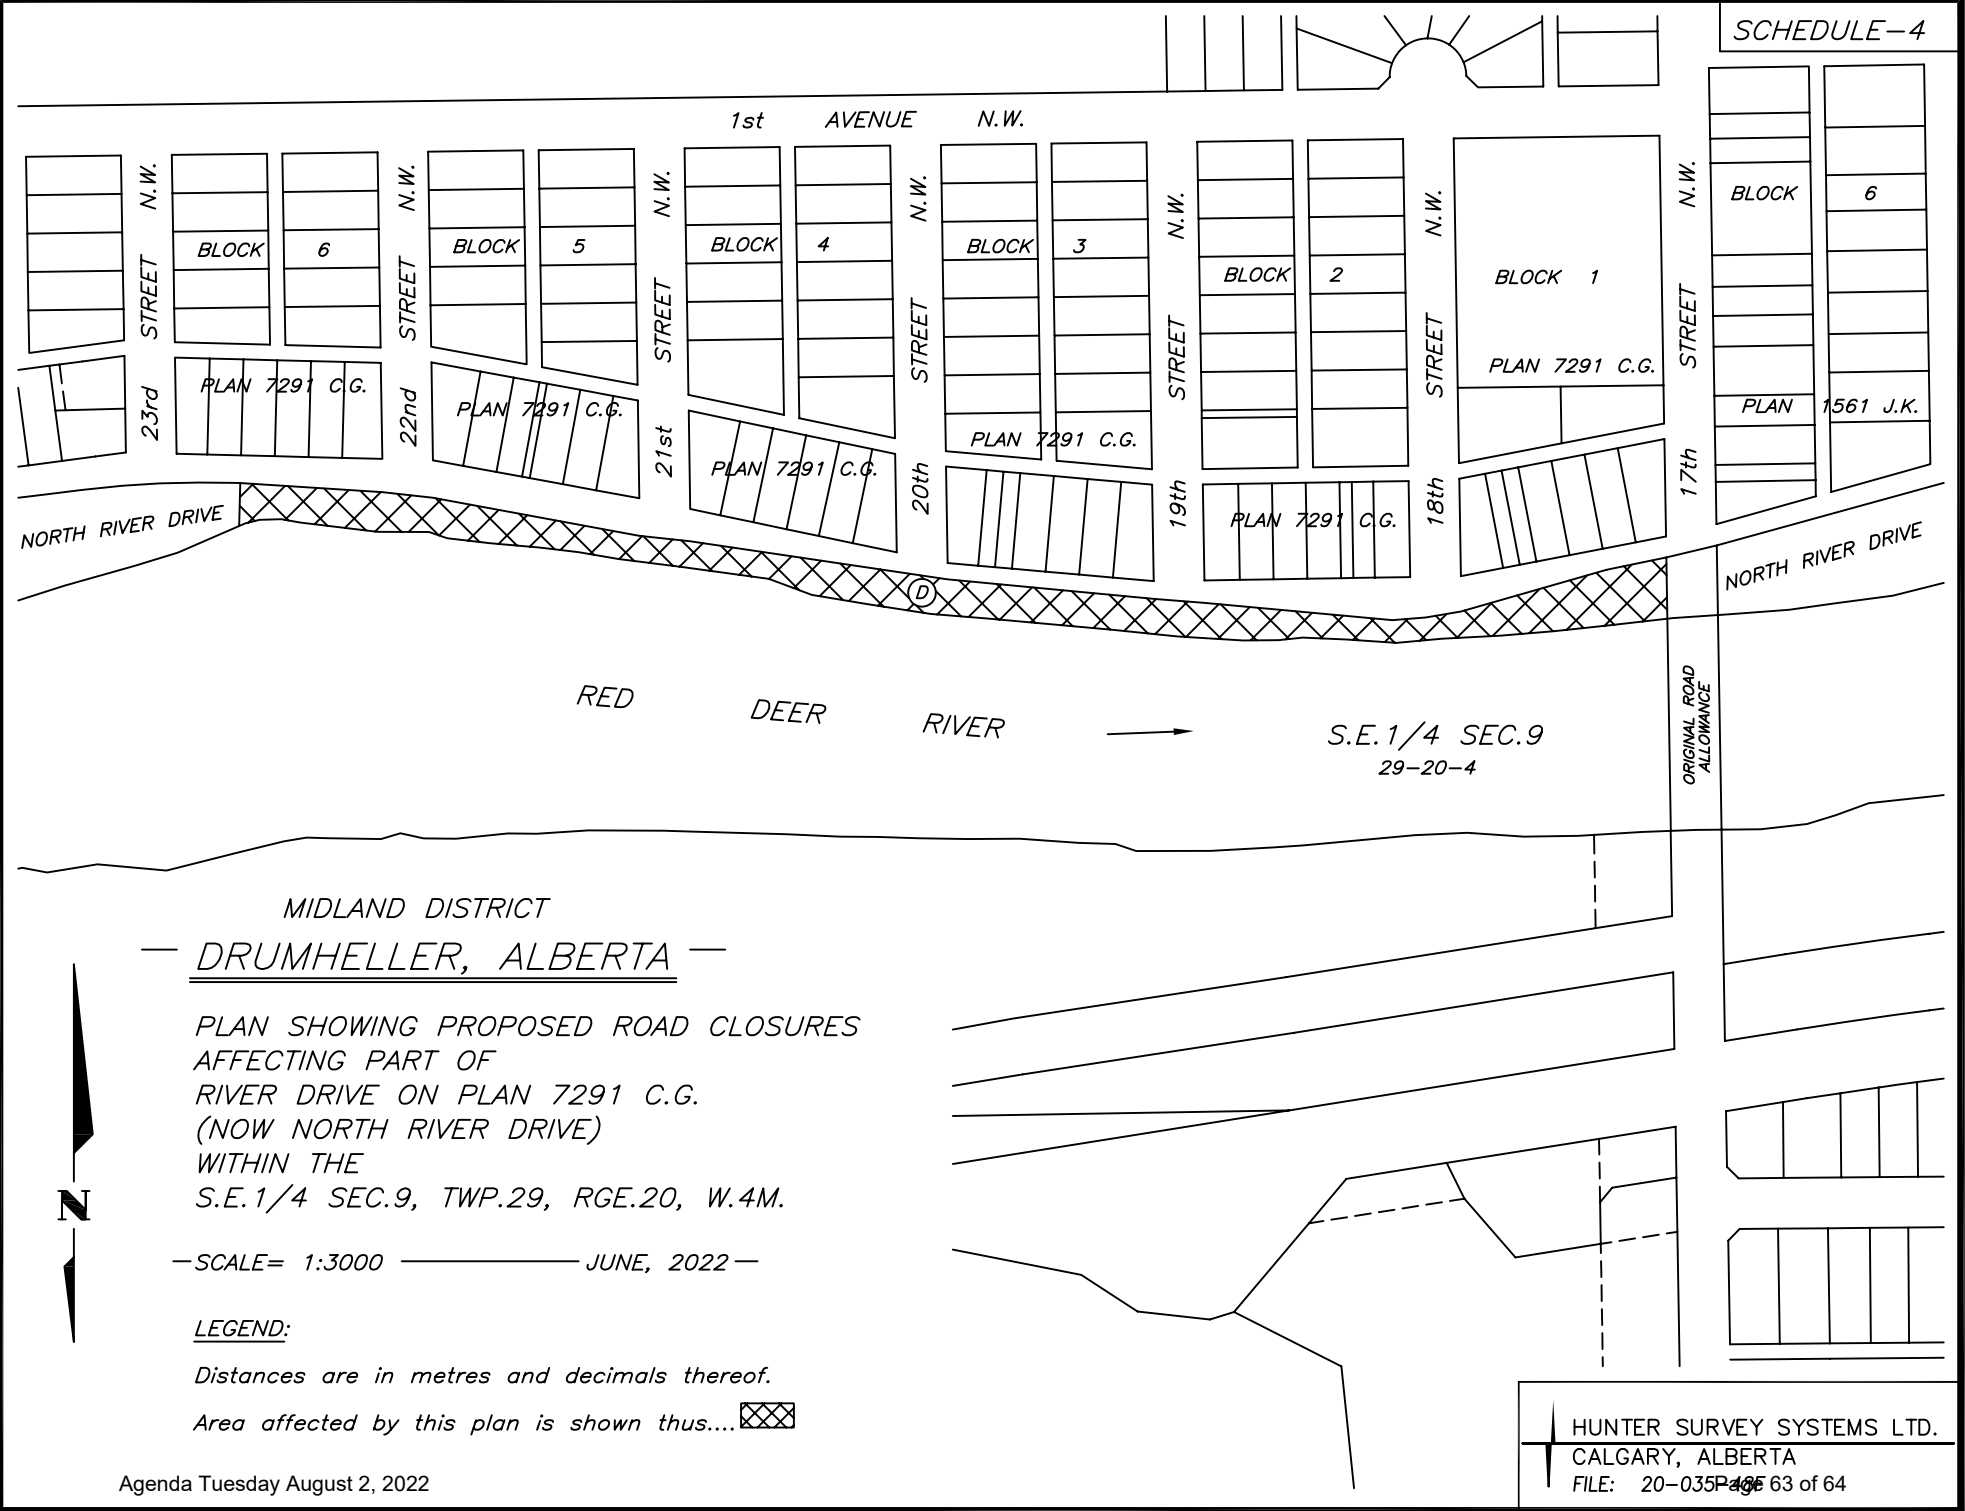 SCHEDULE-4
1st AVENUE N.W.
23rd STREET N.W.
22nd STREET N.W.
21st STREET N.W.
20th STREET N.W.
19th STREET N.W.
18th STREET N.W.
17th STREET N.W.
BLOCK 6
BLOCK 5
BLOCK 4
BLOCK 3
BLOCK 2
BLOCK 1
BLOCK 6
PLAN 7291 C.G.
PLAN 7291 C.G.
PLAN 7291 C.G.
PLAN 7291 C.G.
PLAN 7291 C.G.
PLAN 7291 C.G.
PLAN 1561 J.K.
NORTH RIVER DRIVE
D
NORTH RIVER DRIVE
RED DEER RIVER
S.E.1/4 SEC.9
29-20-4
ORIGINAL ROAD
ALLOWANCE
MIDLAND DISTRICT
— DRUMHELLER, ALBERTA —
PLAN SHOWING PROPOSED ROAD CLOSURES
AFFECTING PART OF
RIVER DRIVE ON PLAN 7291 C.G.
(NOW NORTH RIVER DRIVE)
WITHIN THE
S.E.1/4 SEC.9, TWP.29, RGE.20, W.4M.
SCALE= 1:3000 JUNE, 2022
N
LEGEND:
Distances are in metres and decimals thereof.
Area affected by this plan is shown thus....
HUNTER SURVEY SYSTEMS LTD.
CALGARY, ALBERTA
FILE: 20-035-48F
Agenda Tuesday August 2, 2022
Page 63 of 64